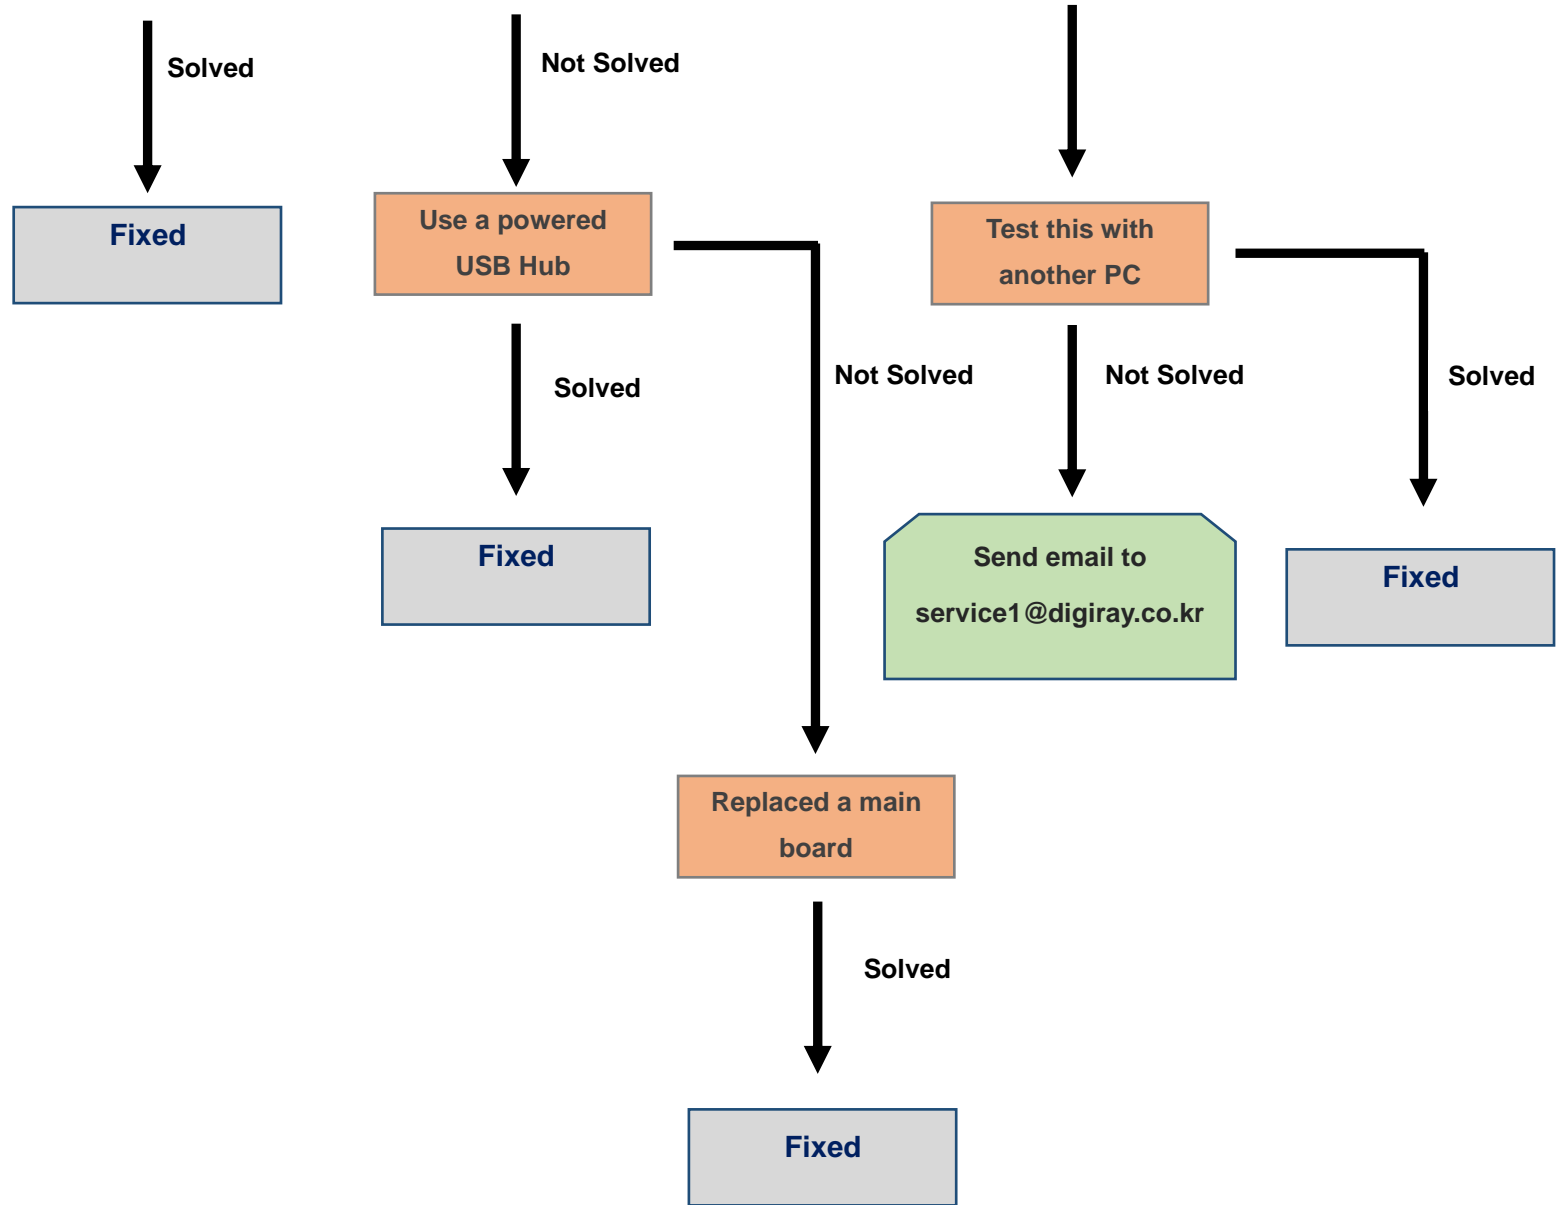 Solved
Not Solved
Fixed
Use a powered
USB Hub
Test this with
another PC
Solved
Not Solved
Not Solved
Solved
Fixed
Send email to
service1@digiray.co.kr
Fixed
Replaced a main
board
Solved
Fixed